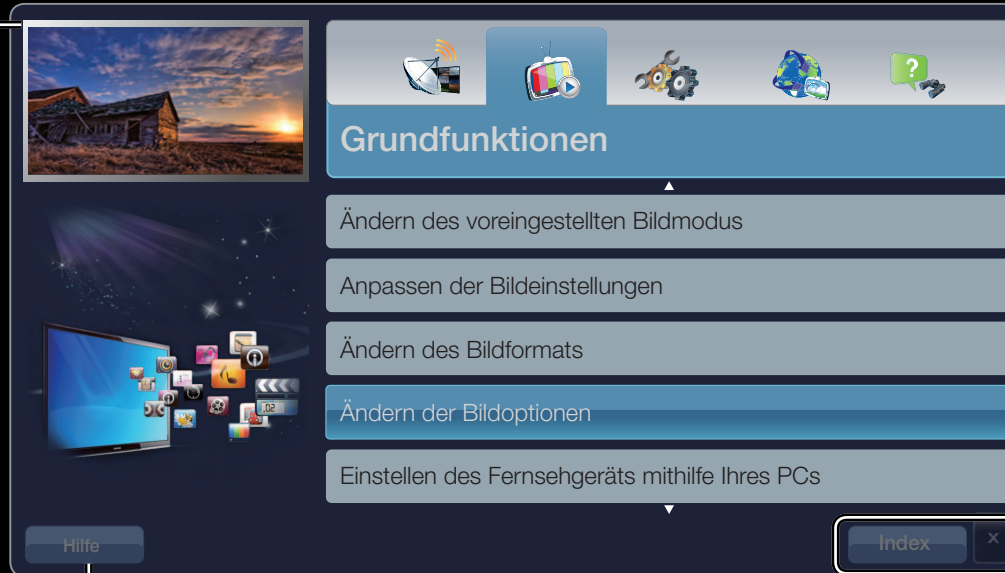 ?
Grundfunktionen
Ändern des voreingestellten Bildmodus
Anpassen der Bildeinstellungen
Ändern des Bildformats
Ändern der Bildoptionen
Einstellen des Fernsehgeräts mithilfe Ihres PCs
Hilfe
Index
x